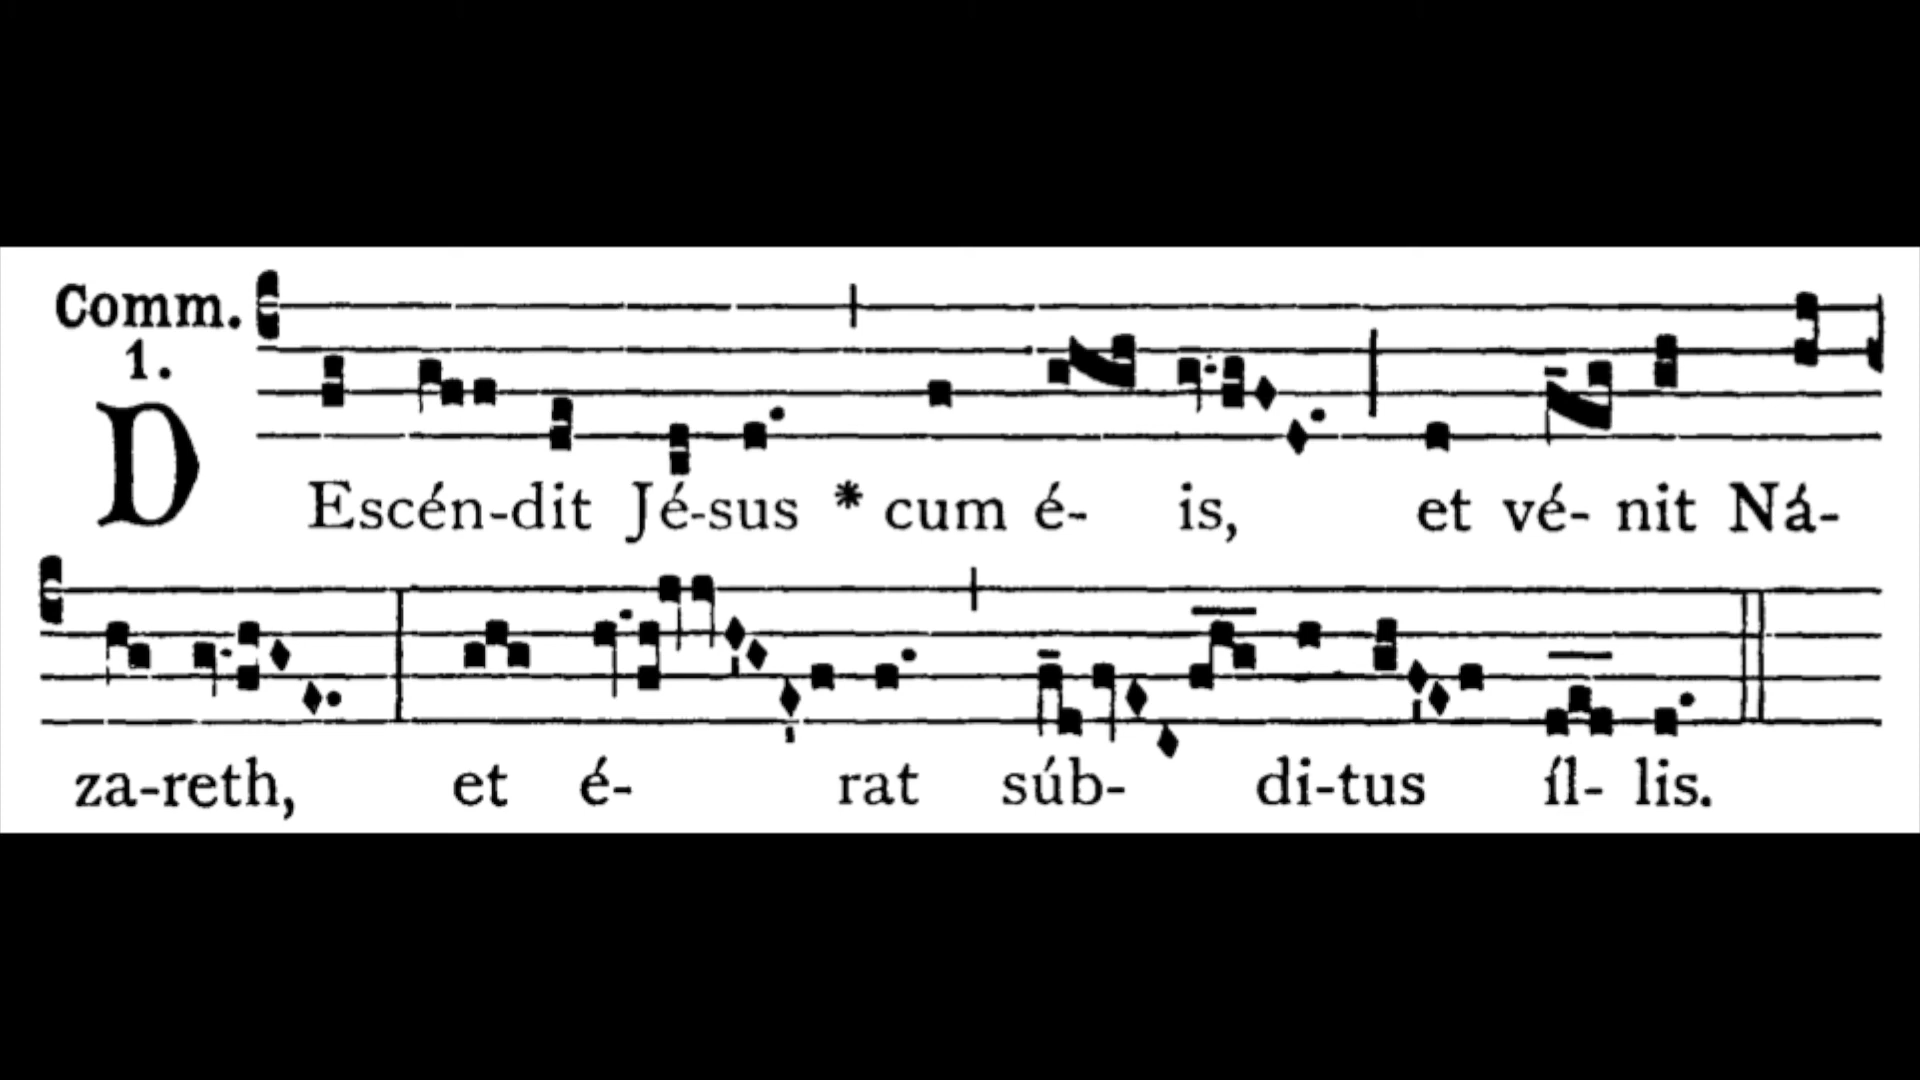 Comm.
1.
DEscén-dit Jé-sus * cum é- is, et vé- nit Ná-
za-reth, et é- rat súb- di-tus íl- lis.